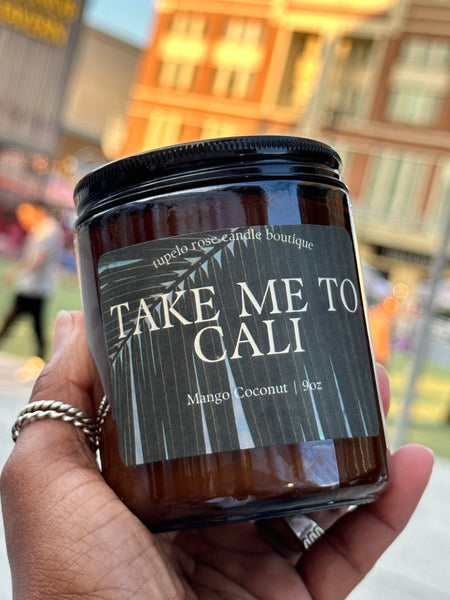 tupelo rose candle boutique
TAKE ME TO
CALI
Mango Coconut | 9oz